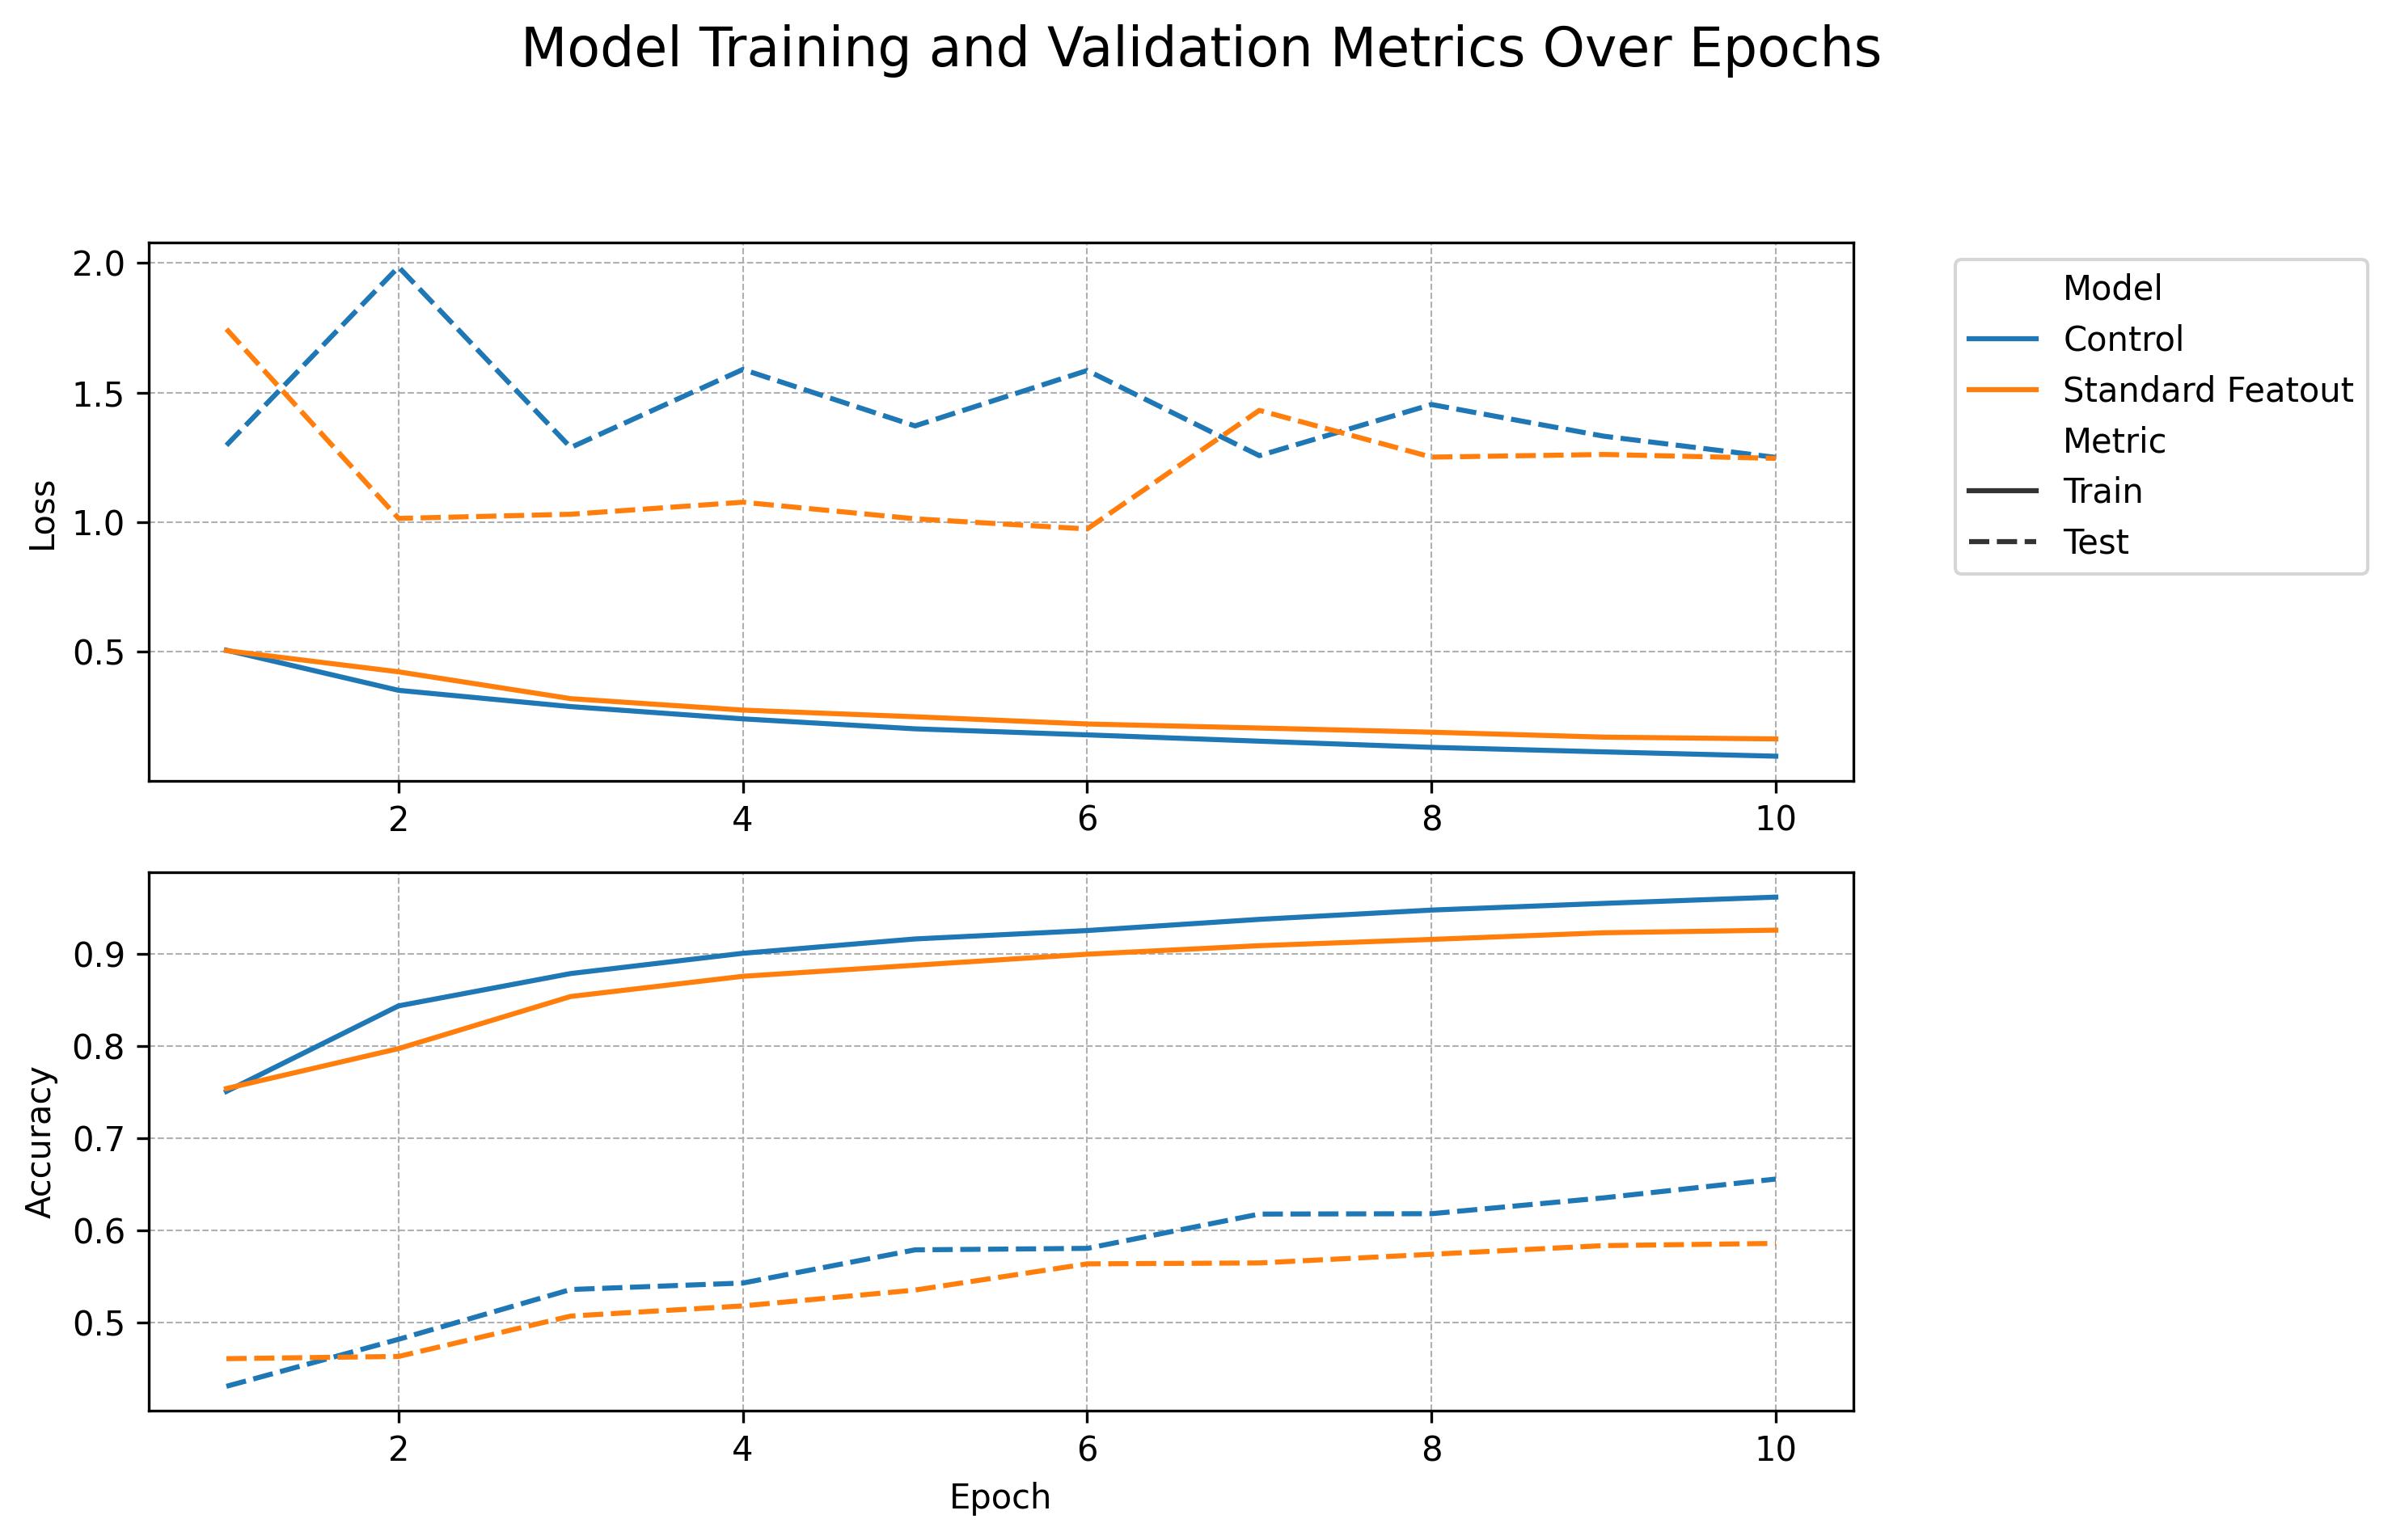 Model Training and Validation Metrics Over Epochs
2.0
1.5
1.0
0.5
Loss
2 4 6 8 10
Model
Control
Standard Featout
Metric
Train
Test
0.9
0.8
0.7
0.6
0.5
Accuracy
2 4 6 8 10
Epoch